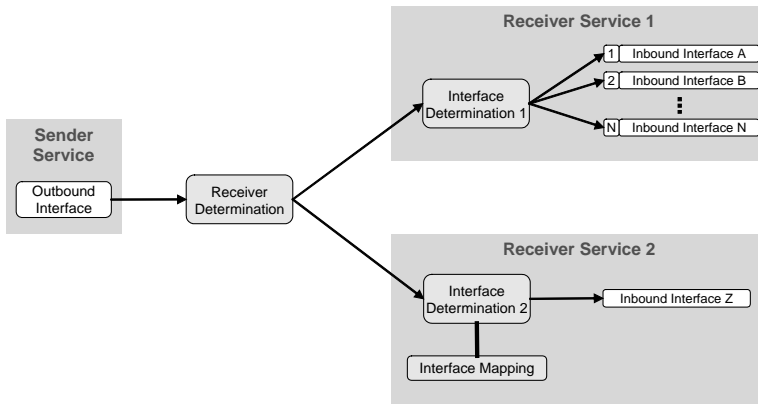 Receiver Service 1
1 Inbound Interface A
2 Inbound Interface B
N Inbound Interface N
Interface
Determination 1
Sender
Service
Outbound
Interface
Receiver
Determination
Receiver Service 2
Interface
Determination 2
Inbound Interface Z
Interface Mapping